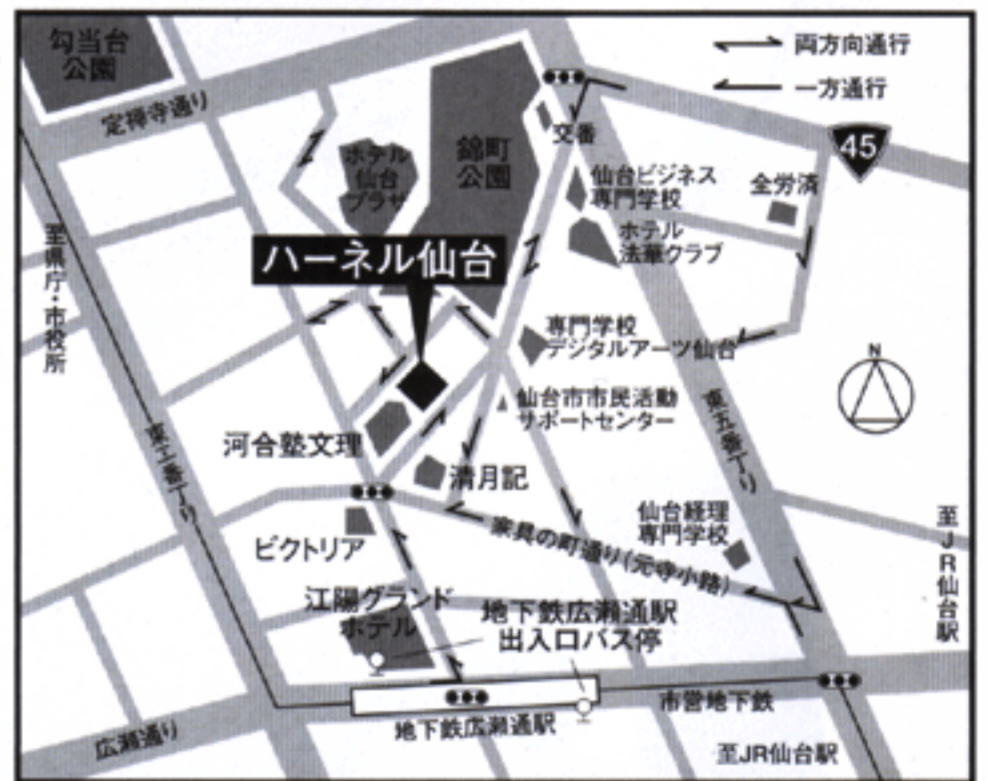 勾当台
公園
両方向通行
一方通行
定禅寺通り
45
交番
ホテル
仙台
プラザ
錦町
公園
仙台ビジネス
専門学校
全労済
ホテル
法華クラブ
至県庁・市役所
ハーネル仙台
専門学校
デジタルアーツ仙台
N
仙台市市民活動
サポートセンター
東五番丁り
河合塾文理
清月記
東二番丁り
ビクトリア
家具の町通り(元寺小路)
仙台経理
専門学校
至JR仙台駅
江陽グランド
ホテル
地下鉄広瀬通駅
出入口バス停
市営地下鉄
地下鉄広瀬通駅
広瀬通り
至JR仙台駅